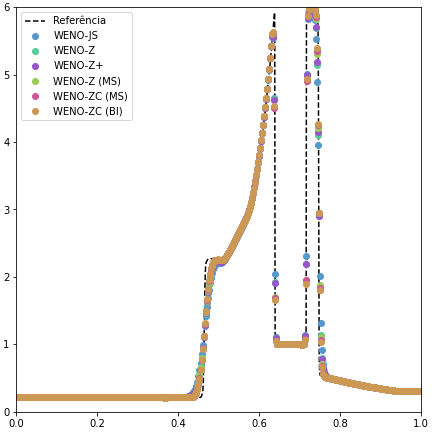 6
5
4
3
2
1
0
0.0 0.2 0.4 0.6 0.8 1.0
Referência
WENO-JS
WENO-Z
WENO-Z+
WENO-Z (MS)
WENO-ZC (MS)
WENO-ZC (BI)